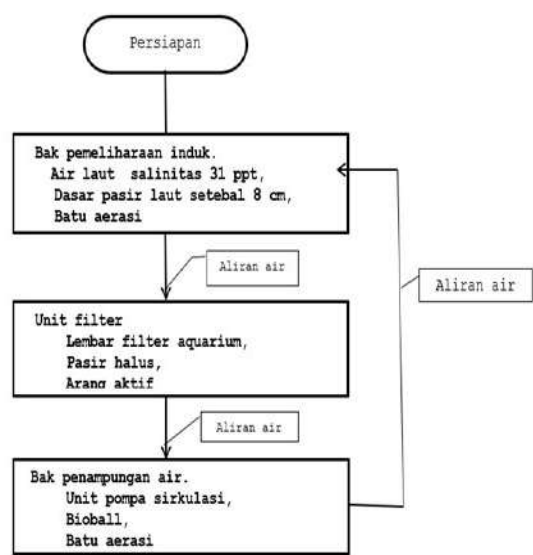 Persiapan
Bak pemeliharaan induk.
Air laut salinitas 31 ppt,
Dasar pasir laut setebal 8 cm,
Batu aerasi
Aliran air
Aliran air
Unit filter
Lembar filter aquarium,
Pasir halus,
Arang aktif
Aliran air
Bak penampungan air.
Unit pompa sirkulasi,
Bioball,
Batu aerasi